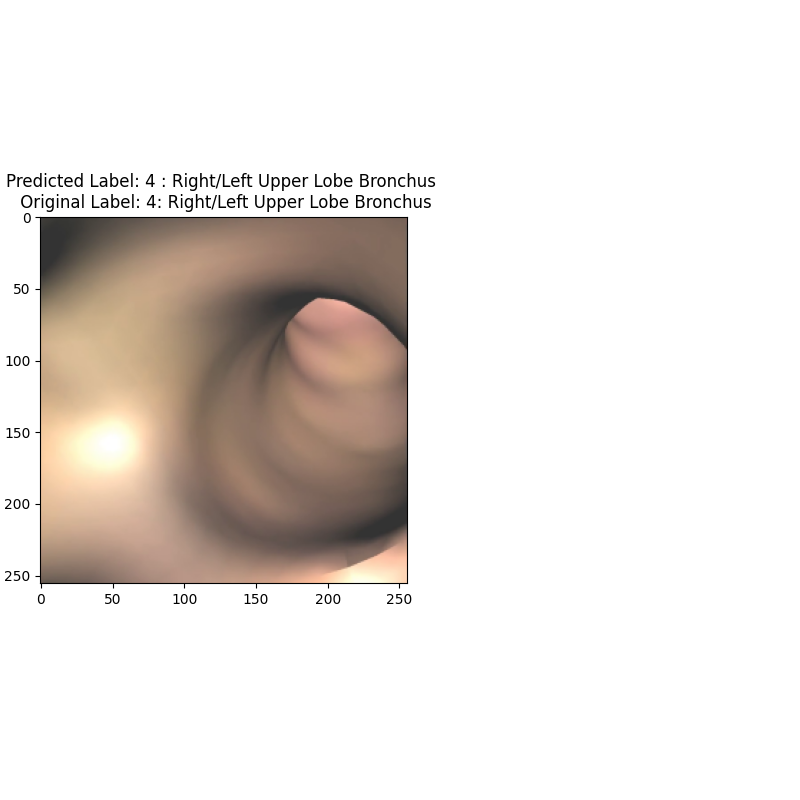 Predicted Label: 4 : Right/Left Upper Lobe Bronchus
Original Label: 4: Right/Left Upper Lobe Bronchus
0
50
100
150
200
250
0 50 100 150 200 250